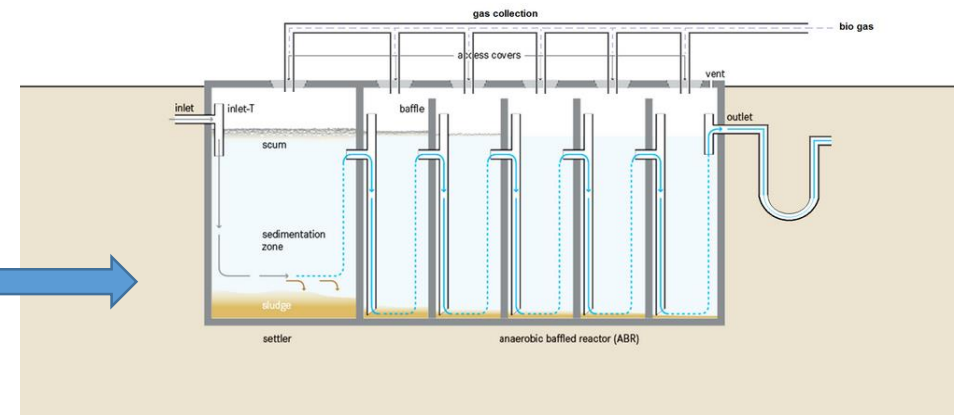 gas collection
bio gas
access covers
vent
inlet
inlet-T
baffle
outlet
scum
sedimentation
zone
sludge
settler
anaerobic baffled reactor (ABR)